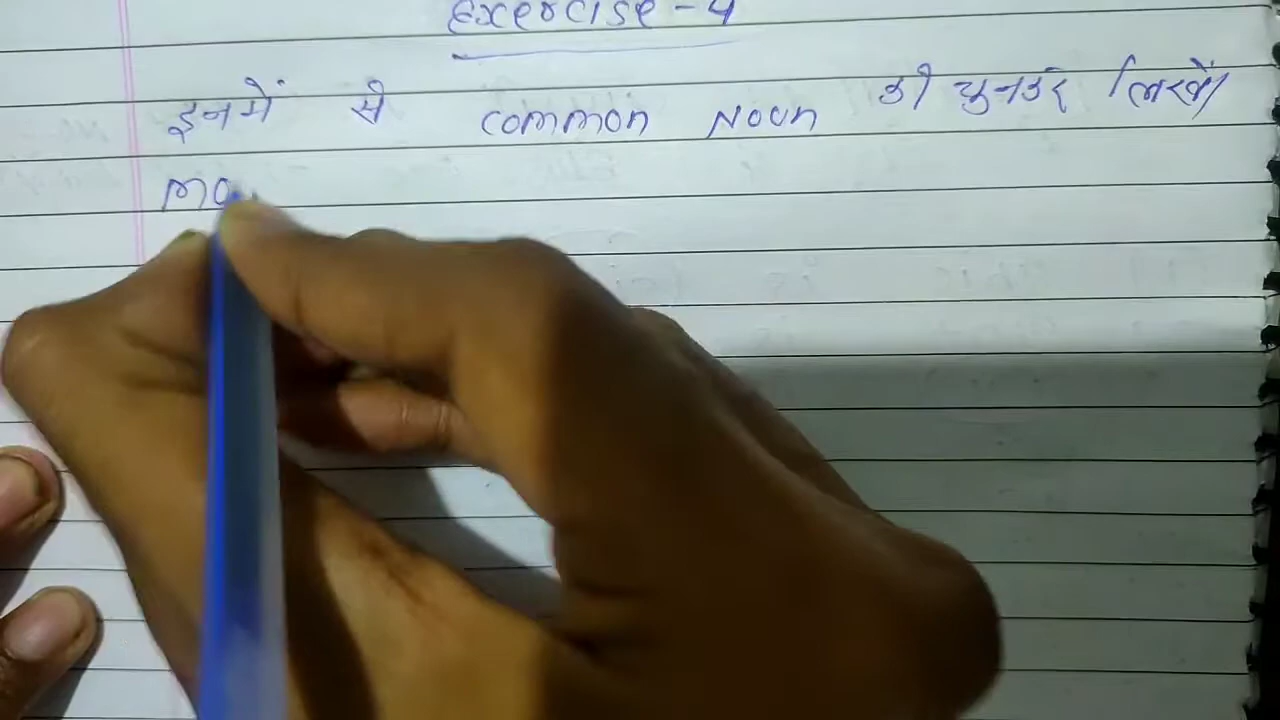 Exercise-4
इनमें से common Noun को चुनकर लिखें।